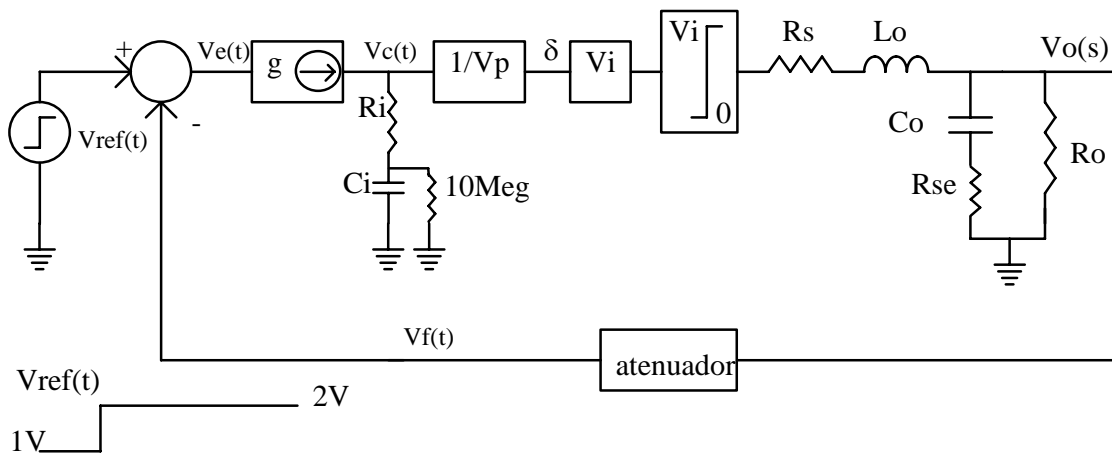 Vi
Rs
Lo
+
Ve(t)
Vc(t)
δ
Vo(s)
g
1/Vp
Vi
Ri
0
Co
-
Vref(t)
Ro
Ci
10Meg
Rse
Vf(t)
atenuador
Vref(t)
2V
1V